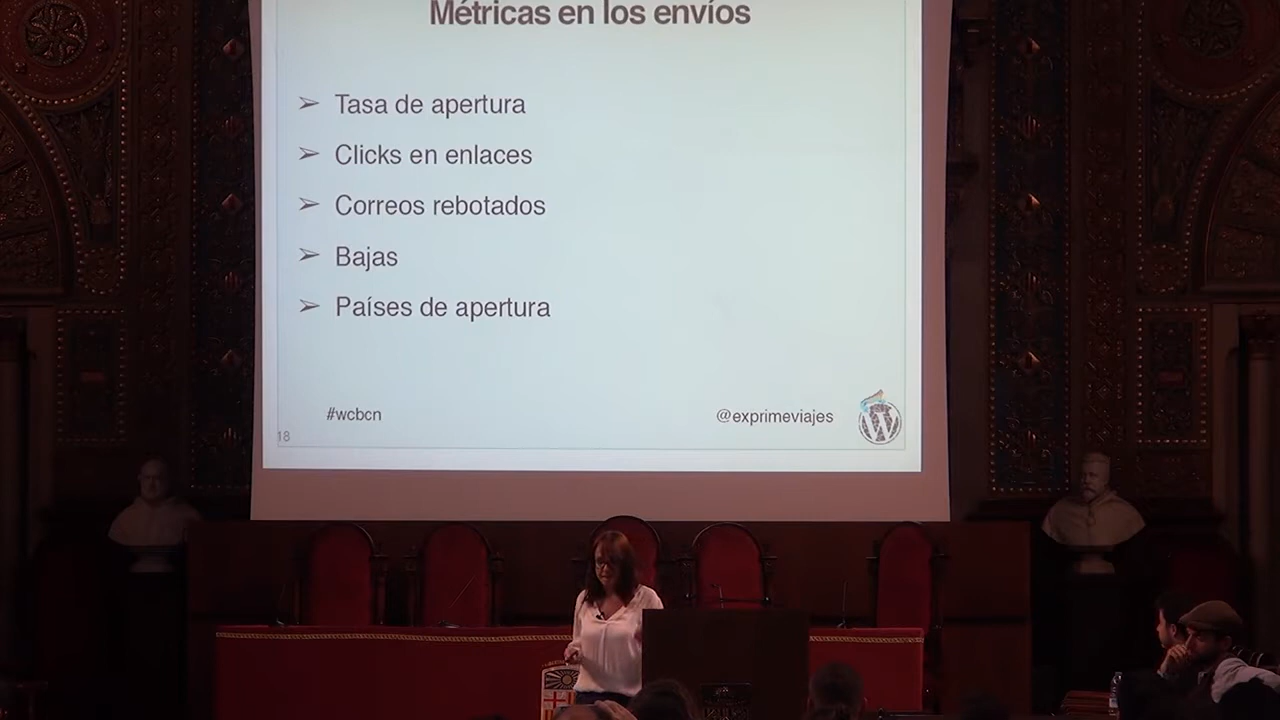 Métricas en los envíos
➢ Tasa de apertura
➢ Clicks en enlaces
➢ Correos rebotados
➢ Bajas
➢ Países de apertura
#wcbcn
@exprimeviajes
18